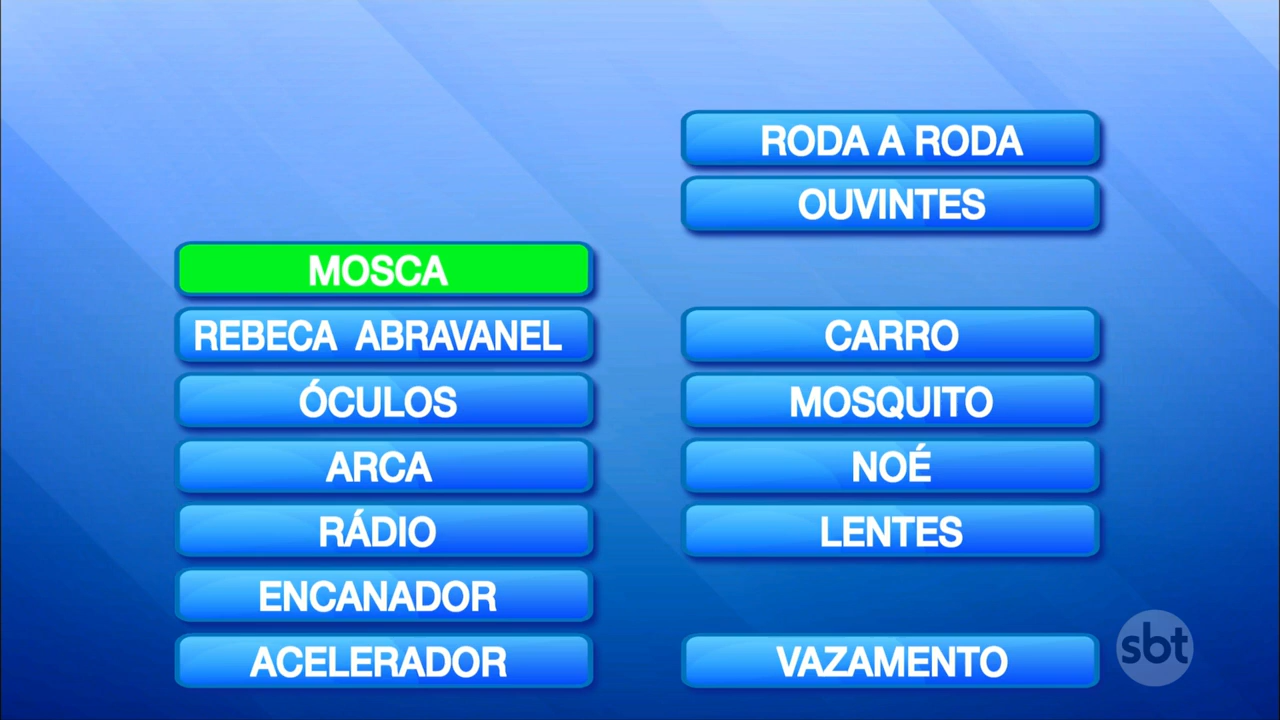 RODA A RODA
OUVINTES
MOSCA
REBECA ABRAVANEL
CARRO
ÓCULOS
MOSQUITO
ARCA
NOÉ
RÁDIO
LENTES
ENCANADOR
ACELERADOR
VAZAMENTO
sbt